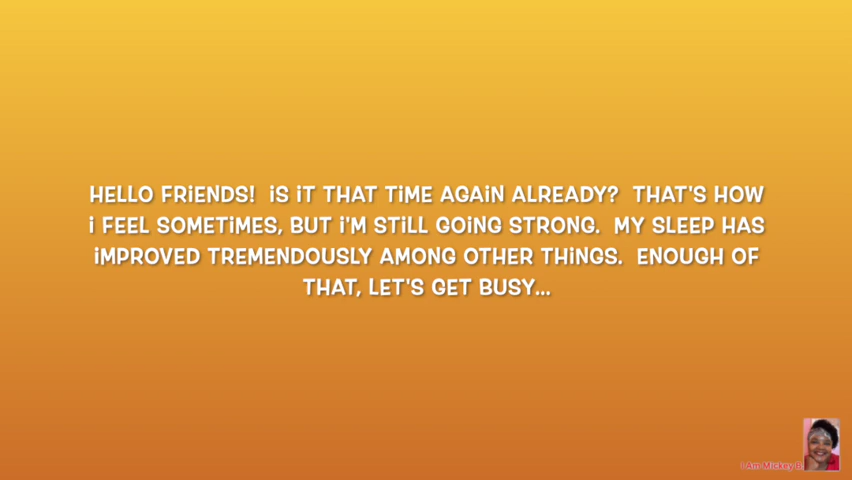 HELLO FRiENDS!  iS iT THAT TiME AGAiN ALREADY?  THAT'S HOW
i FEEL SOMETiMES, BUT i'M STiLL GOiNG STRONG.  MY SLEEP HAS
iMPROVED TREMENDOUSLY AMONG OTHER THiNGS.  ENOUGH OF
THAT, LET'S GET BUSY...
I Am Mickey B